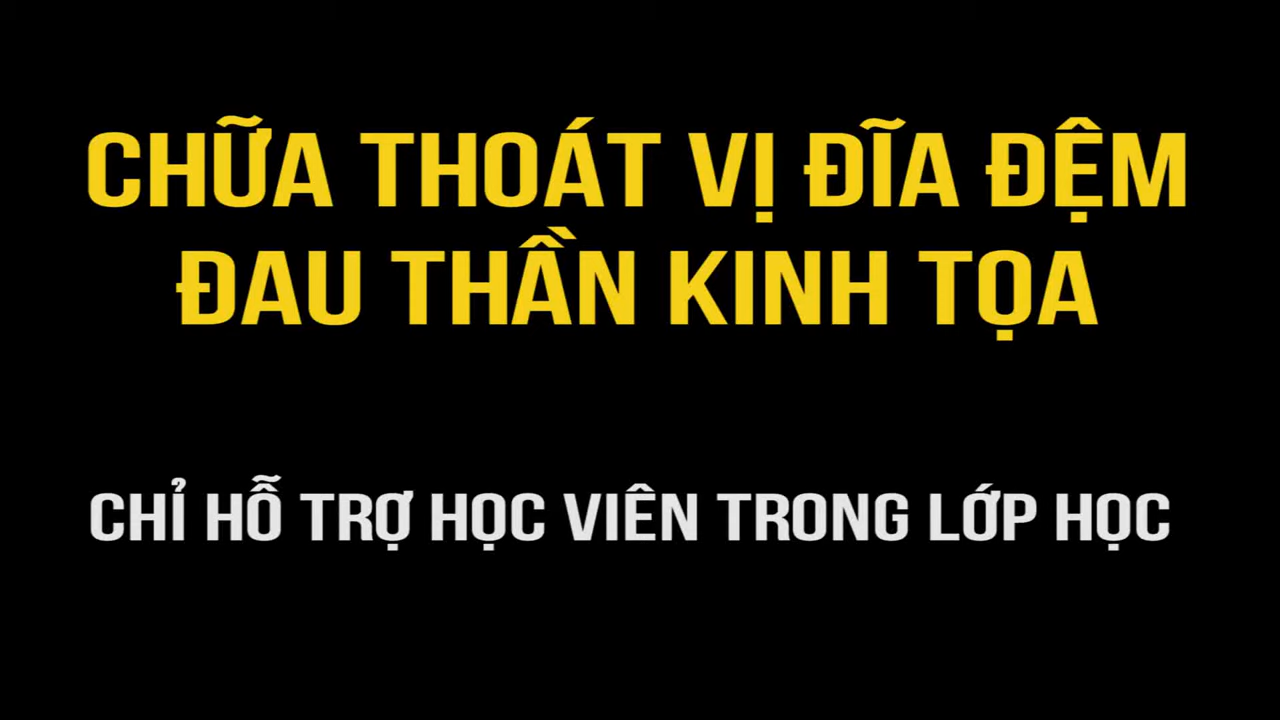 CHỮA THOÁT VỊ ĐĨA ĐỆM
ĐAU THẦN KINH TỌA
CHỈ HỖ TRỢ HỌC VIÊN TRONG LỚP HỌC